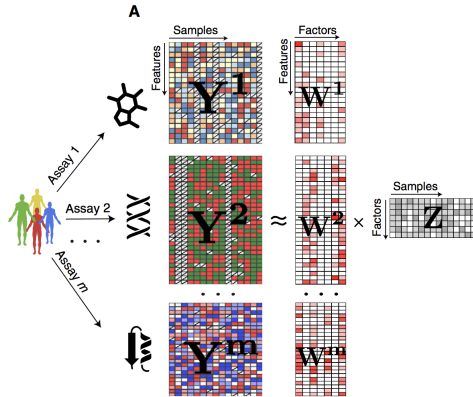 A
Samples
Factors
Features
Y¹
Features
W¹
Assay 1
Assay 2
Y²
≈
W²
×
Samples
Factors
Z
. . .
Assay m
. . .
. . .
Yᵐ
Wᵐ